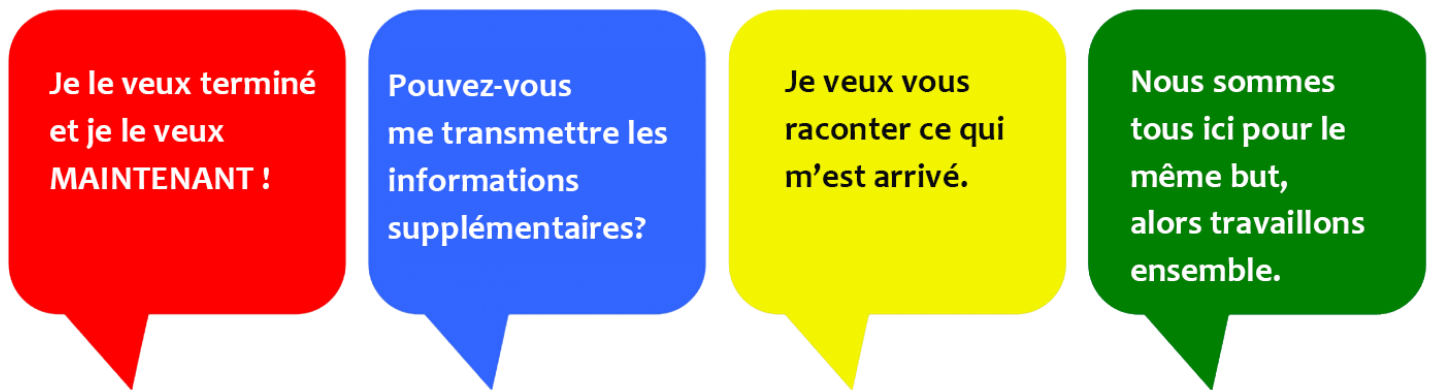 Je le veux terminé
et je le veux
MAINTENANT !
Pouvez-vous
me transmettre les
informations
supplémentaires?
Je veux vous
raconter ce qui
m’est arrivé.
Nous sommes
tous ici pour le
même but,
alors travaillons
ensemble.